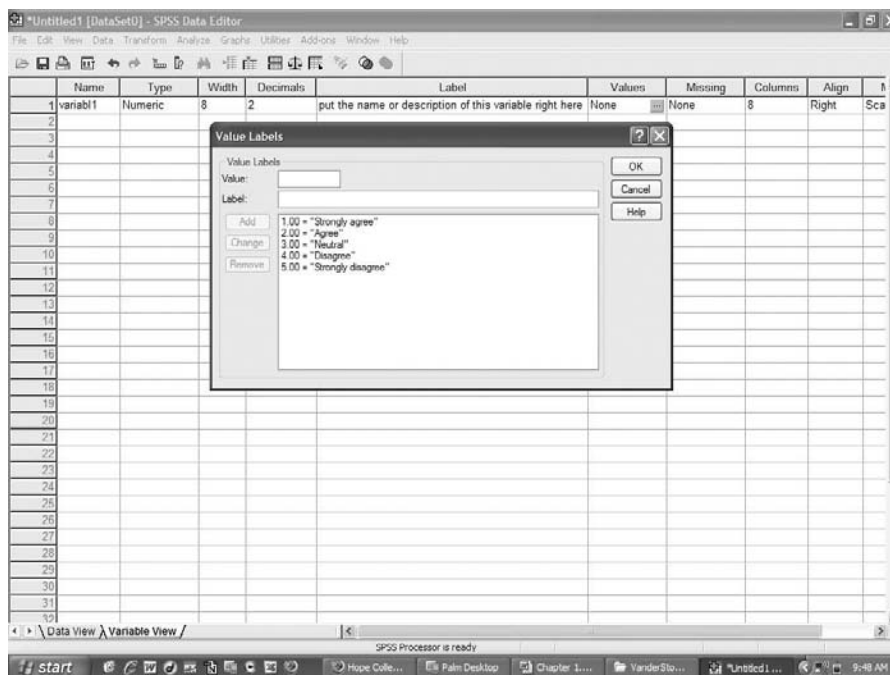 *Untitled1 [DataSet0] - SPSS Data Editor
File Edit View Data Transform Analyze Graphs Utilities Add-ons Window Help
Name Type Width Decimals Label Values Missing Columns Align
1 variabl1 Numeric 8 2 put the name or description of this variable right here None None 8 Right Sca
2
3
4
5
6
7
8
9
10
11
12
13
14
15
16
17
18
19
20
21
22
23
24
25
26
27
28
29
30
31
32
Value Labels
Value Labels
Value:
Label:
Add
Change
Remove
1.00 = "Strongly agree"
2.00 = "Agree"
3.00 = "Neutral"
4.00 = "Disagree"
5.00 = "Strongly disagree"
OK
Cancel
Help
Data View Variable View
SPSS Processor is ready
start Hope Colle... Palm Desktop Chapter 1.... VanderSto... *Untitled1 ... 9:48 AM